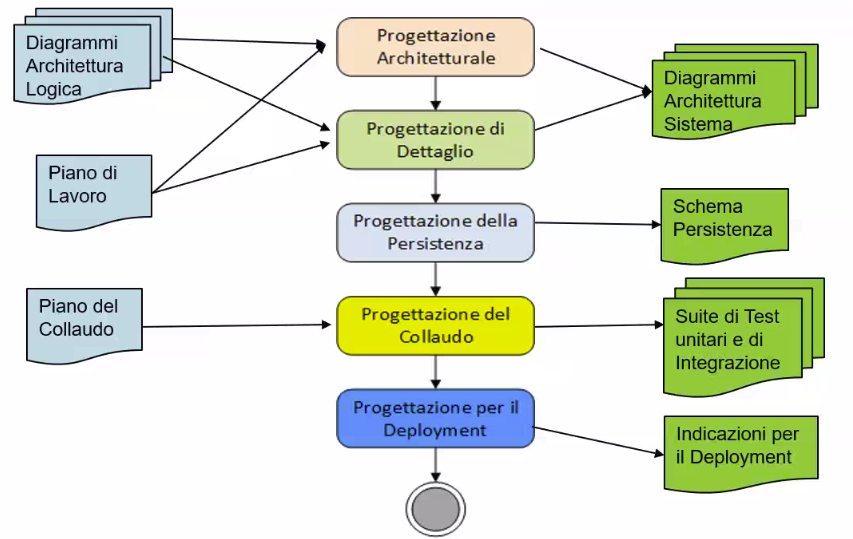 Diagrammi
Architettura
Logica
Piano di
Lavoro
Piano del
Collaudo
Progettazione
Architetturale
Progettazione di
Dettaglio
Progettazione della
Persistenza
Progettazione del
Collaudo
Progettazione per il
Deployment
Diagrammi
Architettura
Sistema
Schema
Persistenza
Suite di Test
unitari e di
Integrazione
Indicazioni per
il Deployment